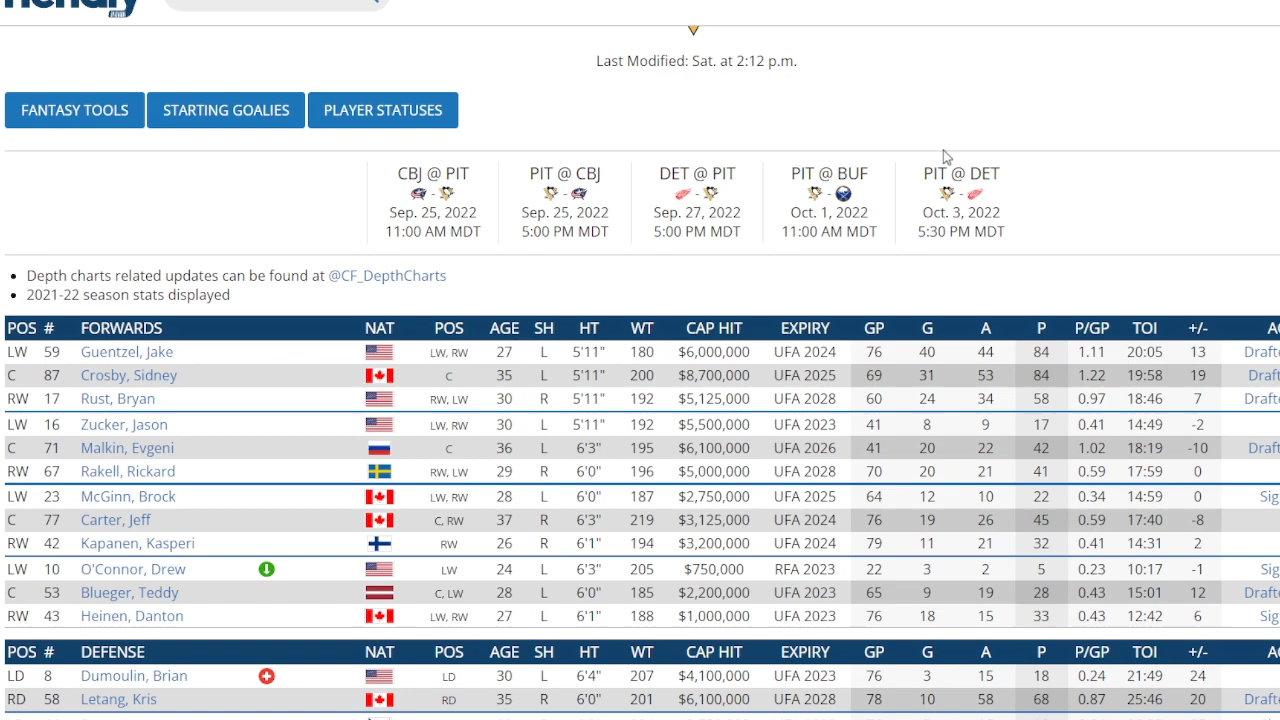 Last Modified: Sat. at 2:12 p.m.
FANTASY TOOLS STARTING GOALIES PLAYER STATUSES
CBJ @ PIT PIT @ CBJ DET @ PIT PIT @ BUF PIT @ DET
Sep. 25, 2022 Sep. 25, 2022 Sep. 27, 2022 Oct. 1, 2022 Oct. 3, 2022
11:00 AM MDT 5:00 PM MDT 5:00 PM MDT 11:00 AM MDT 5:30 PM MDT
Depth charts related updates can be found at @CF_DepthCharts
2021-22 season stats displayed
POS # FORWARDS NAT POS AGE SH HT WT CAP HIT EXPIRY GP G A P P/GP TOI +/-
LW 59 Guentzel, Jake LW, RW 27 L 5'11" 180 $6,000,000 UFA 2024 76 40 44 84 1.11 20:05 13 Drafte
C 87 Crosby, Sidney C 35 L 5'11" 200 $8,700,000 UFA 2025 69 31 53 84 1.22 19:58 19 Draft
RW 17 Rust, Bryan RW, LW 30 R 5'11" 192 $5,125,000 UFA 2028 60 24 34 58 0.97 18:46 7 Drafte
LW 16 Zucker, Jason LW, RW 30 L 5'11" 192 $5,500,000 UFA 2023 41 8 9 17 0.41 14:49 -2
C 71 Malkin, Evgeni C 36 L 6'3" 195 $6,100,000 UFA 2026 41 20 22 42 1.02 18:19 -10 Draft
RW 67 Rakell, Rickard RW, LW 29 R 6'0" 196 $5,000,000 UFA 2028 70 20 21 41 0.59 17:59 0
LW 23 McGinn, Brock LW, RW 28 L 6'0" 187 $2,750,000 UFA 2025 64 12 10 22 0.34 14:59 0 Sig
C 77 Carter, Jeff C, RW 37 R 6'3" 219 $3,125,000 UFA 2024 76 19 26 45 0.59 17:40 -8
RW 42 Kapanen, Kasperi RW 26 R 6'1" 194 $3,200,000 UFA 2024 79 11 21 32 0.41 14:31 2
LW 10 O'Connor, Drew LW 24 L 6'3" 205 $750,000 RFA 2023 22 3 2 5 0.23 10:17 -1 Sig
C 53 Blueger, Teddy C, LW 28 L 6'0" 185 $2,200,000 UFA 2023 65 9 19 28 0.43 15:01 12 Drafte
RW 43 Heinen, Danton LW, RW 27 L 6'1" 188 $1,000,000 UFA 2023 76 18 15 33 0.43 12:42 6 Sig
POS # DEFENSE NAT POS AGE SH HT WT CAP HIT EXPIRY GP G A P P/GP TOI +/-
LD 8 Dumoulin, Brian LD 30 L 6'4" 207 $4,100,000 UFA 2023 76 3 15 18 0.24 21:49 24
RD 58 Letang, Kris RD 35 R 6'0" 201 $6,100,000 UFA 2028 78 10 58 68 0.87 25:46 20 Drafte